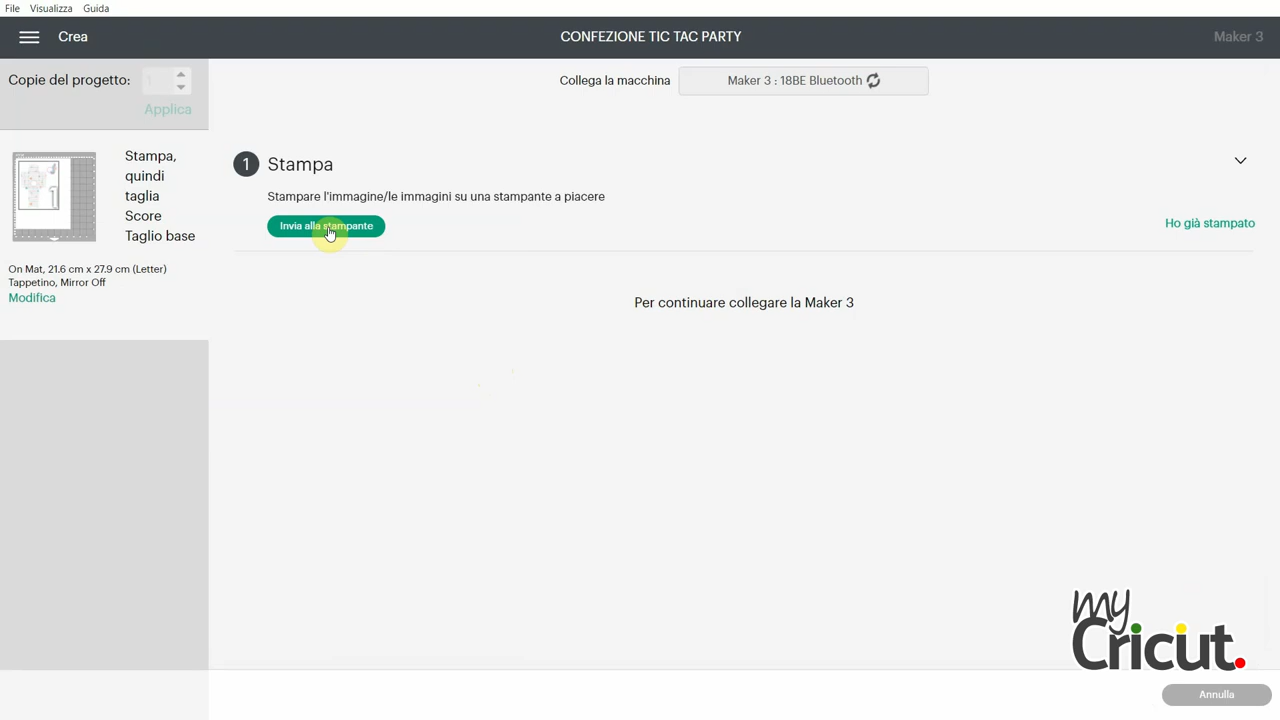 File Visualizza Guida
Crea
CONFEZIONE TIC TAC PARTY
Maker 3
Copie del progetto: 1
Applica
Collega la macchina
Maker 3 : 18BE Bluetooth
Stampa,
quindi
taglia
Score
Taglio base
On Mat, 21.6 cm x 27.9 cm (Letter)
Tappetino, Mirror Off
Modifica
1 Stampa
Stampare l'immagine/le immagini su una stampante a piacere
Invia alla stampante
Ho già stampato
Per continuare collegare la Maker 3
my
Cricut.
Annulla